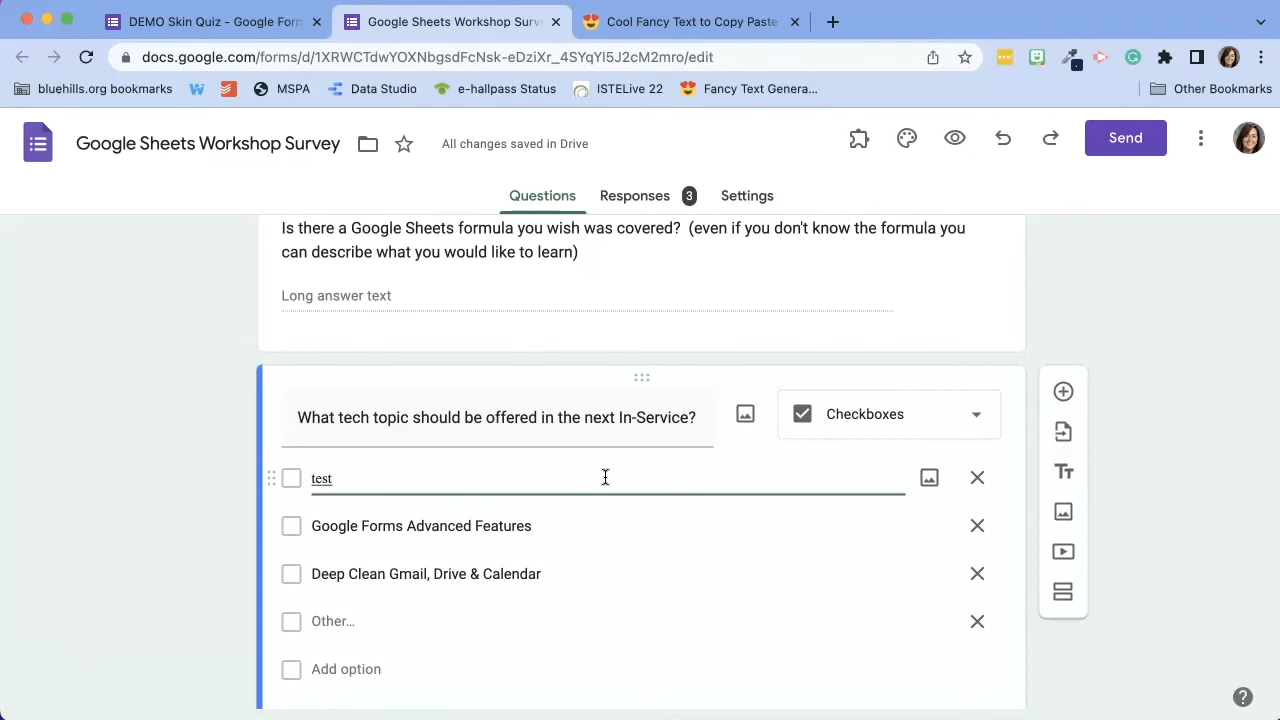 DEMO Skin Quiz - Google Forn
Google Sheets Workshop Surv
Cool Fancy Text to Copy Paste
docs.google.com/forms/d/1XRWCTdwYOXNbgsdFcNsk-eDziXr_4SYqYl5J2cM2mro/edit
bluehills.org bookmarks
MSPA
Data Studio
e-hallpass Status
ISTELive 22
Fancy Text Genera...
Other Bookmarks
Google Sheets Workshop Survey
All changes saved in Drive
Send
Questions
Responses 3
Settings
Is there a Google Sheets formula you wish was covered? (even if you don't know the formula you
can describe what you would like to learn)
Long answer text
What tech topic should be offered in the next In-Service?
Checkboxes
test
Google Forms Advanced Features
Deep Clean Gmail, Drive & Calendar
Other...
Add option